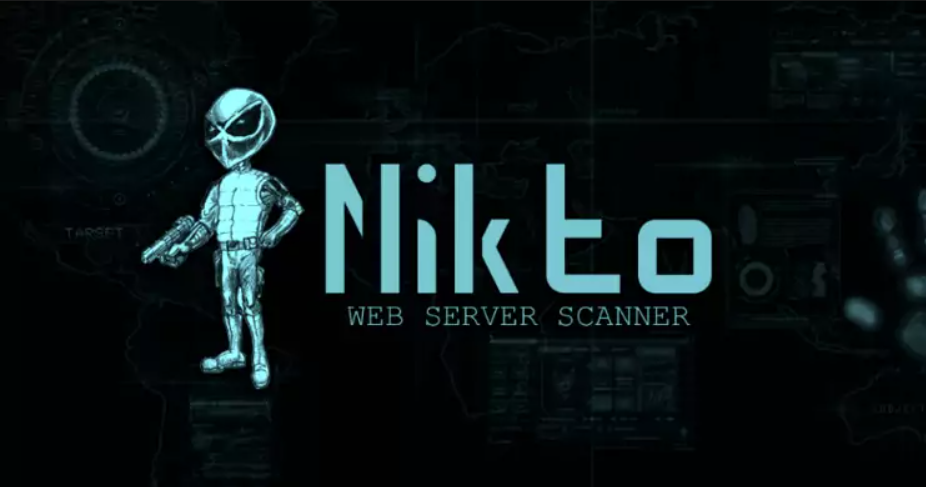 TARGET
Nikto
WEB SERVER SCANNER